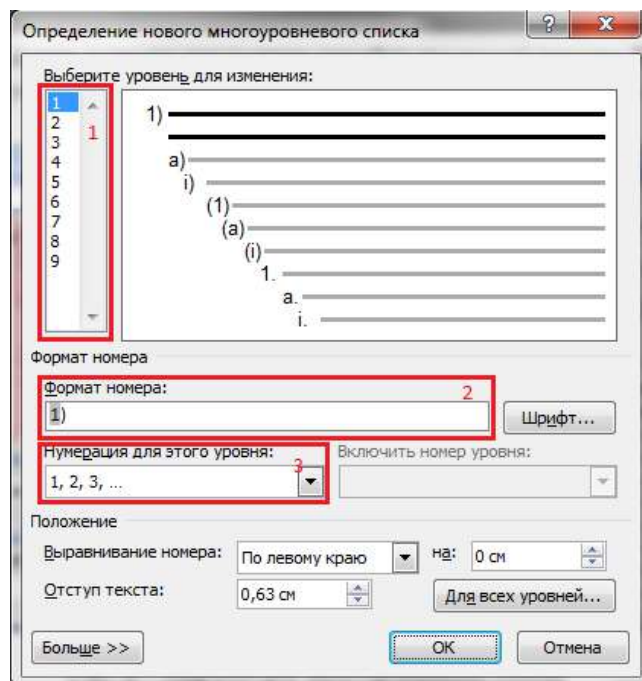 Определение нового многоуровневого списка
Выберите уровень для изменения:
1
2
3
4
5
6
7
8
9
1
1)
a)
i)
(1)
(a)
(i)
1.
a.
i.
Формат номера
Формат номера:
2
1)
Шрифт...
Нумерация для этого уровня:
3
Включить номер уровня:
1, 2, 3, ...
Положение
Выравнивание номера: По левому краю на: 0 см
Отступ текста: 0,63 см Для всех уровней...
Больше >> ОК Отмена